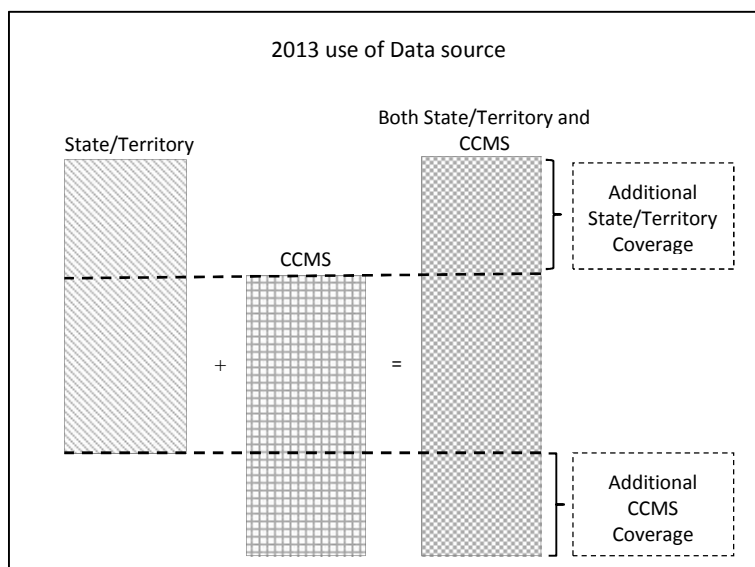 2013 use of Data source
State/Territory
Both State/Territory and
CCMS
CCMS
+
=
Additional
State/Territory
Coverage
Additional
CCMS
Coverage